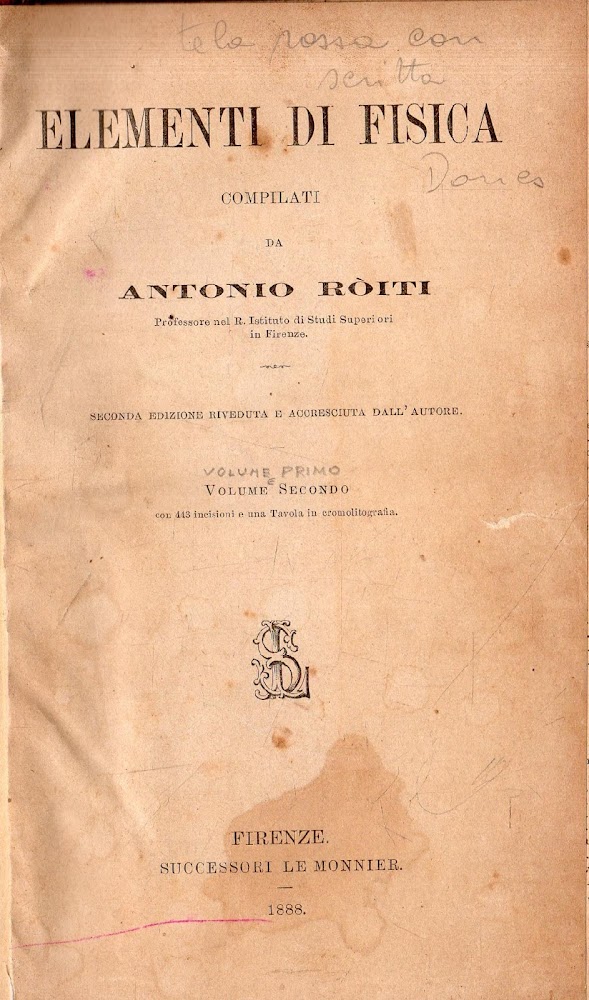 tela rossa con
scritta
ELEMENTI DI FISICA
COMPILATI
DA
ANTONIO RÒITI
Professore nel R. Istituto di Studi Superiori
in Firenze.
SECONDA EDIZIONE RIVEDUTA E ACCRESCIUTA DALL'AUTORE.
VOLUME PRIMO
E
VOLUME SECONDO
con 443 incisioni e una Tavola in cromolitografia.
FIRENZE.
SUCCESSORI LE MONNIER.
1888.